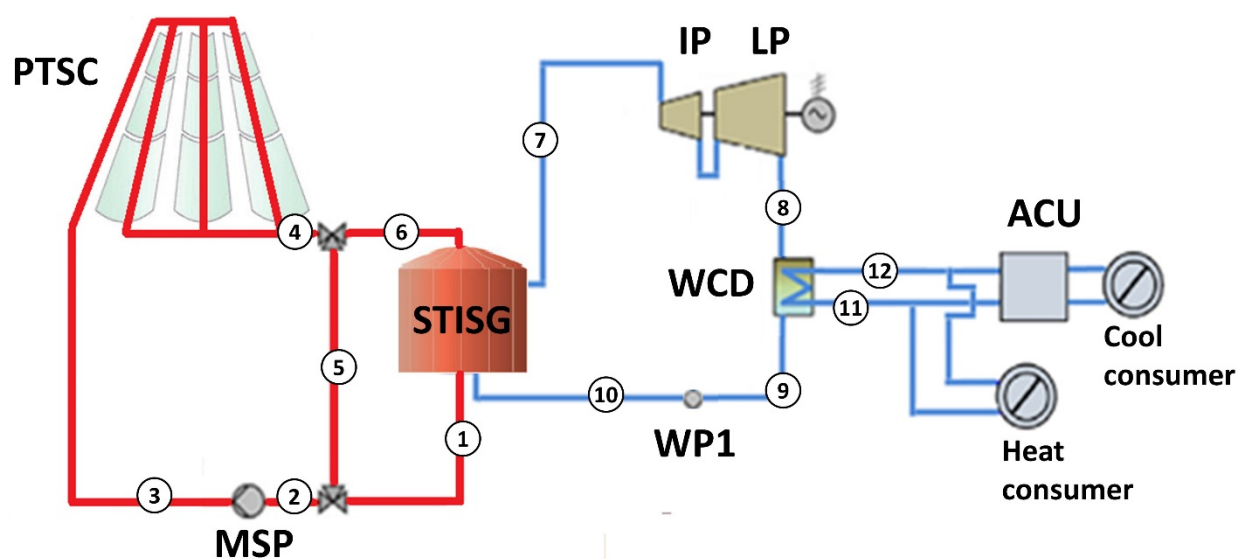 IP LP
PTSC
7
ACU
8
4
6
12
WCD
11
STISG
Cool
consumer
5
10
9
WP1
1
Heat
consumer
3
2
MSP